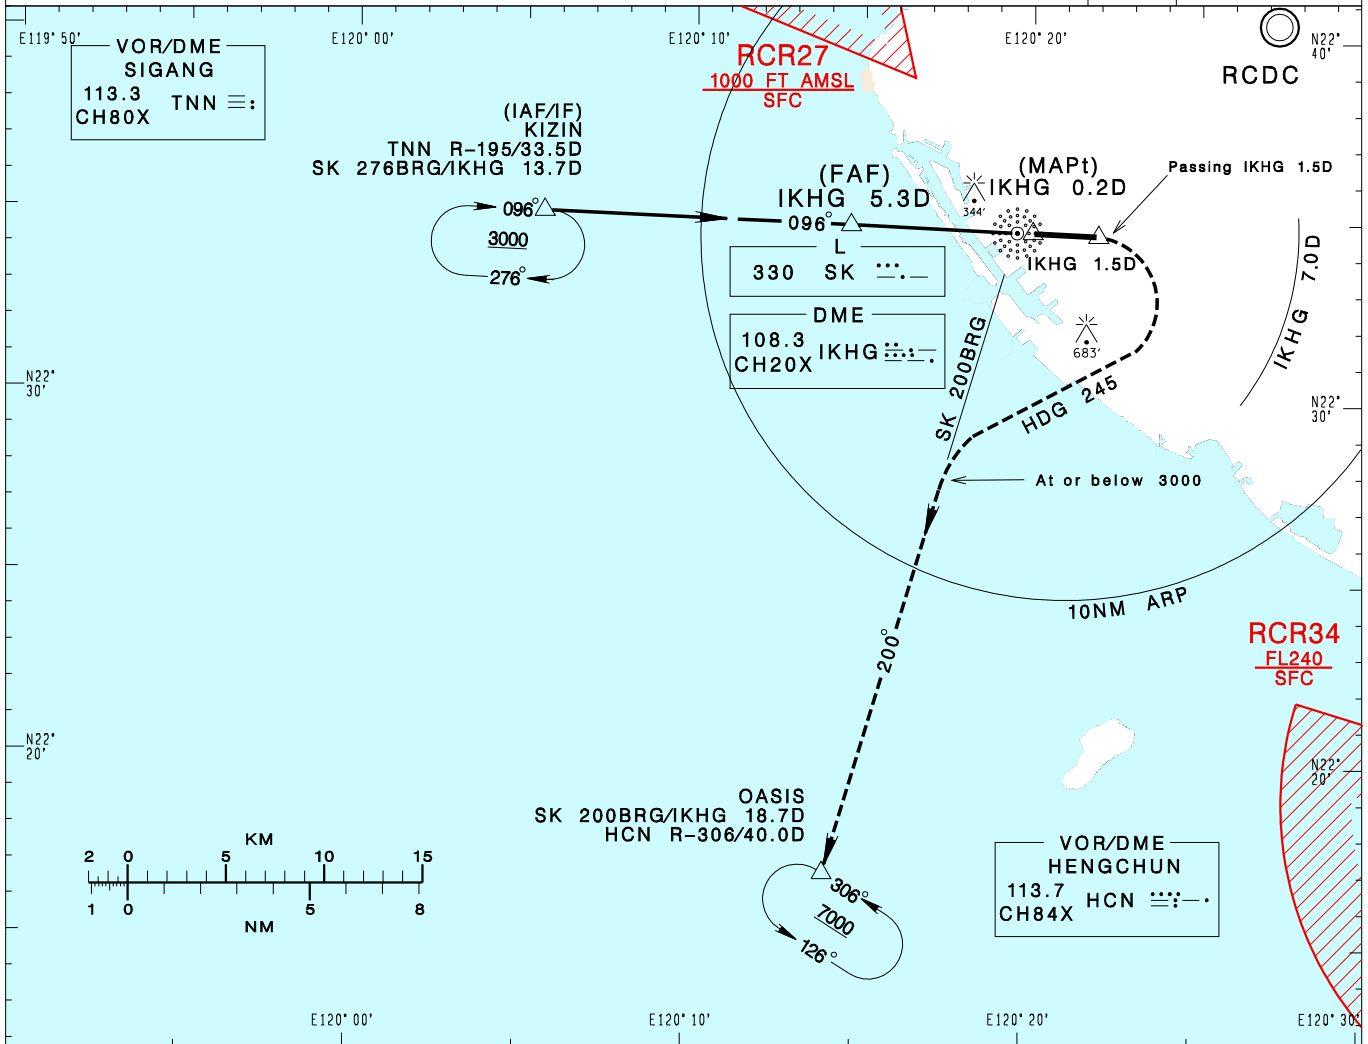 E119°50'
E120°00'
E120°10'
E120°20'
N22°
40'
VOR/DME
SIGANG
113.3
CH80X
TNN
RCR27
1000 FT AMSL
SFC
RCDC
(IAF/IF)
KIZIN
TNN R-195/33.5D
SK 276BRG/IKHG 13.7D
096°
3000
276°
(FAF)
IKHG 5.3D
096°
344'
(MAPt)
IKHG 0.2D
Passing IKHG 1.5D
IKHG 1.5D
L
330 SK
DME
108.3
CH20X
IKHG
683'
IKHG 7.0D
SK 200BRG
HDG 245
N22°
30'
N22°
30'
At or below 3000
10NM ARP
200°
RCR34
FL240
SFC
N22°
20'
N22°
20'
OASIS
SK 200BRG/IKHG 18.7D
HCN R-306/40.0D
306°
7000
126°
KM
2 0 5 10 15
1 0 5 8
NM
VOR/DME
HENGCHUN
113.7
CH84X
HCN
E120°00'
E120°10'
E120°20'
E120°30'